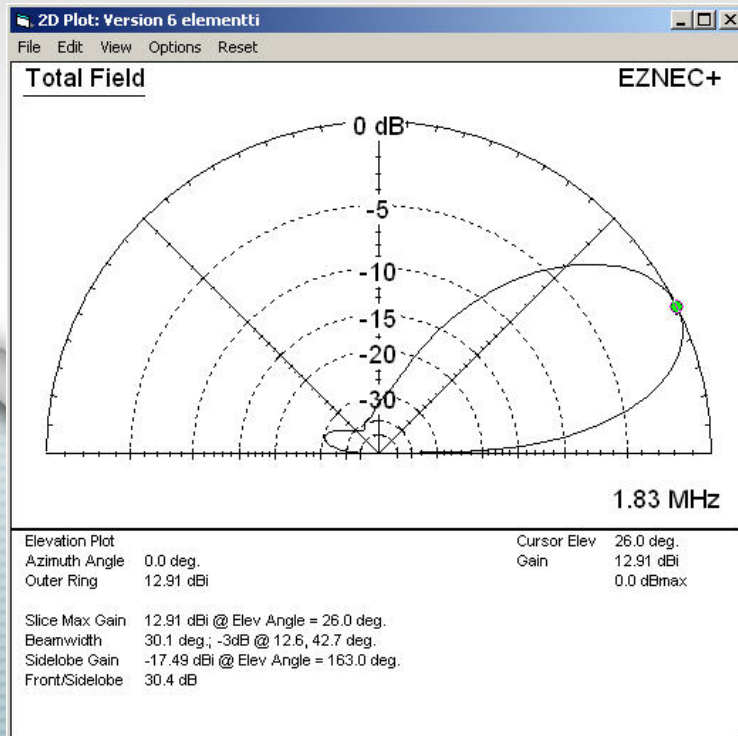 2D Plot: Version 6 elementti
File Edit View Options Reset
Total Field EZNEC+
0 dB
-5
-10
-15
-20
-30
1.83 MHz
Elevation Plot Cursor Elev 26.0 deg.
Azimuth Angle 0.0 deg. Gain 12.91 dBi
Outer Ring 12.91 dBi 0.0 dBmax
Slice Max Gain 12.91 dBi @ Elev Angle = 26.0 deg.
Beamwidth 30.1 deg.; -3dB @ 12.6, 42.7 deg.
Sidelobe Gain -17.49 dBi @ Elev Angle = 163.0 deg.
Front/Sidelobe 30.4 dB